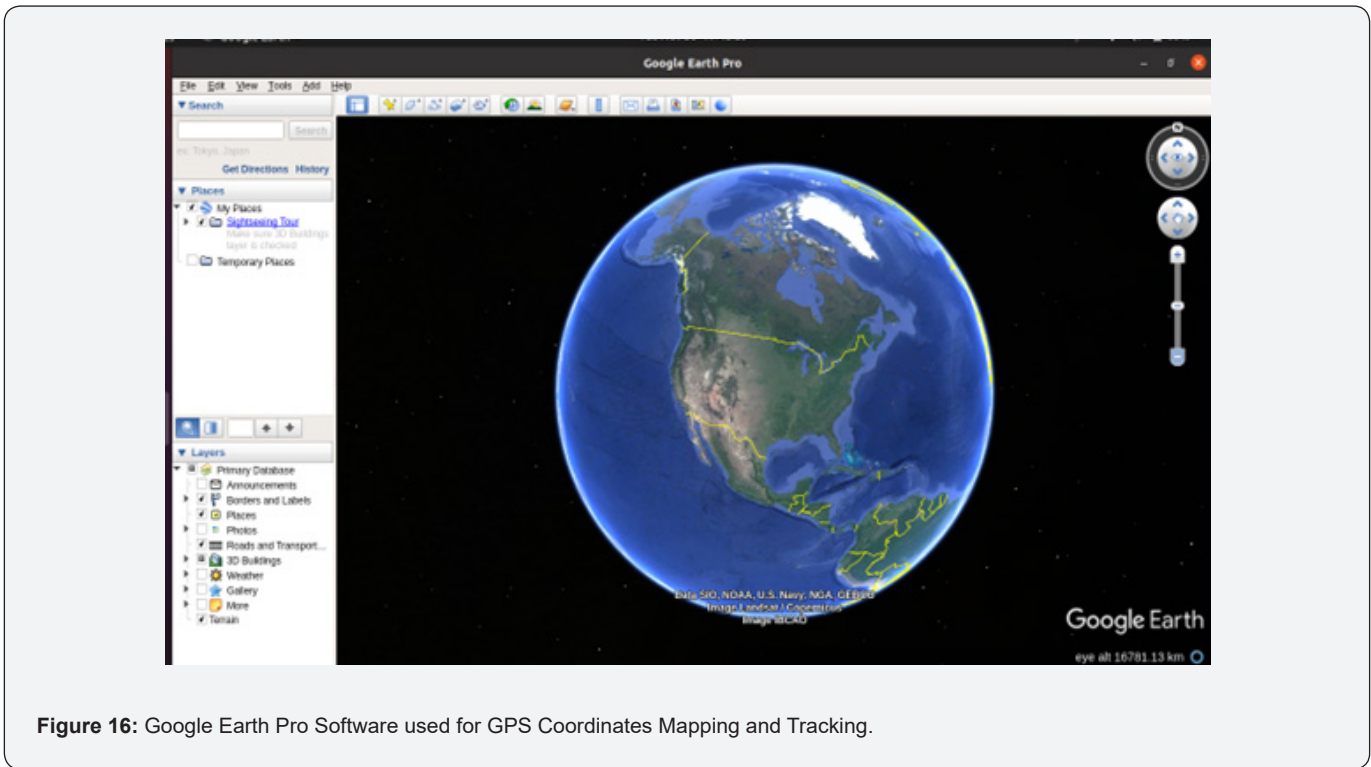 Google Earth Pro
File Edit View Tools Add Help
Search
Search
ex: Tokyo, Japan
Get Directions History
Places
My Places
Sightseeing Tour
Make sure 3D Buildings
layer is checked
Temporary Places
Layers
Primary Database
Announcements
Borders and Labels
Places
Photos
Roads and Transport...
3D Buildings
Weather
Gallery
More
Terrain
N
Data SIO, NOAA, U.S. Navy, NGA, GEBCO
Image Landsat / Copernicus
Image IBCAO
Google Earth
eye alt 16781.13 km
Figure 16: Google Earth Pro Software used for GPS Coordinates Mapping and Tracking.